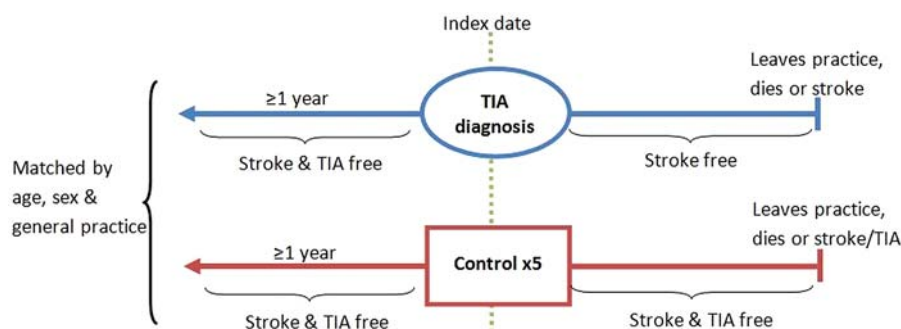 Index date
Leaves practice,
dies or stroke
≥1 year
TIA
diagnosis
Stroke & TIA free
Stroke free
Matched by
age, sex &
general practice
Leaves practice,
dies or stroke/TIA
≥1 year
Control x5
Stroke & TIA free
Stroke & TIA free